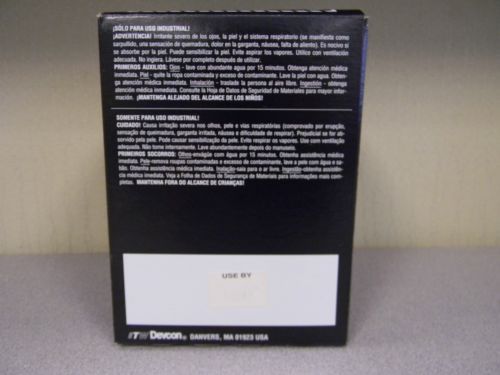 ¡SÓLO PARA USO INDUSTRIAL!
¡ADVERTENCIA! Irritante severo de los ojos, la piel y el sistema respiratorio (se manifiesta como
sarpullido, una sensación de quemadura, dolor en la garganta, náusea, falta de aliento). Es nocivo si
se absorbe por la piel. Puede sensibilizar la piel. Evite aspirar los vapores. Use con ventilación
adecuada. No ingiera. Lávese por completo después de utilizar.
PRIMEROS AUXILIOS: Ojos – lave con abundante agua por 15 minutos. Obtenga atención médica
inmediata. Piel – quite la ropa contaminada y exceso de contaminante. Lave la piel con agua. Obten-
ga atención médica inmediata. Inhalación – traslade la persona al aire libre. Ingestión – obtenga
atención médica inmediata. Consulte la Hoja de Datos de Seguridad de Materiales para mayor infor-
mación. ¡MANTENGA ALEJADO DEL ALCANCE DE LOS NIÑOS!
SOMENTE PARA USO INDUSTRIAL!
CUIDADO! Causa irritação severa nos olhos, pele e vias respiratórias (comprovado por erupção,
sensação de queimadura, garganta irritada, náusea e dificuldade de respirar). Prejudicial se for ab-
sorvido pela pele. Pode causar sensibilização da pele. Evite respirar os vapores. Use com ventilação
adequada. Não tome internamente. Lave abundantemente depois do manuseio.
PRIMEIROS SOCORROS: Olhos-enxágüe com água por 15 minutos. Obtenha assistência médica
imediata. Pele-remova roupas contaminadas e excesso de contaminante, lave a pele com água e sa-
bão. Obtenha assistência médica imediata. Inalação-saia para o ar livre. Ingestão-obtenha assistên-
cia médica imediata. Veja a Folha de Dados de Segurança de Materiais para informações mais com-
pletas. MANTENHA FORA DO ALCANCE DE CRIANÇAS!
USE BY
ITW Devcon® DANVERS, MA 01923 USA